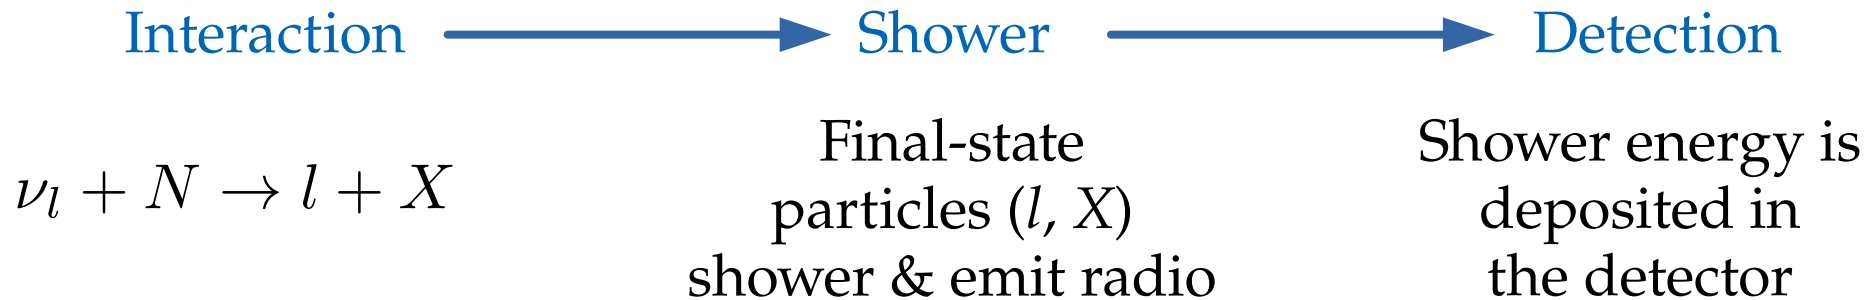 Interaction Shower Detection
ν_l + N → l + X
Final-state
particles (l, X)
shower & emit radio
Shower energy is
deposited in
the detector